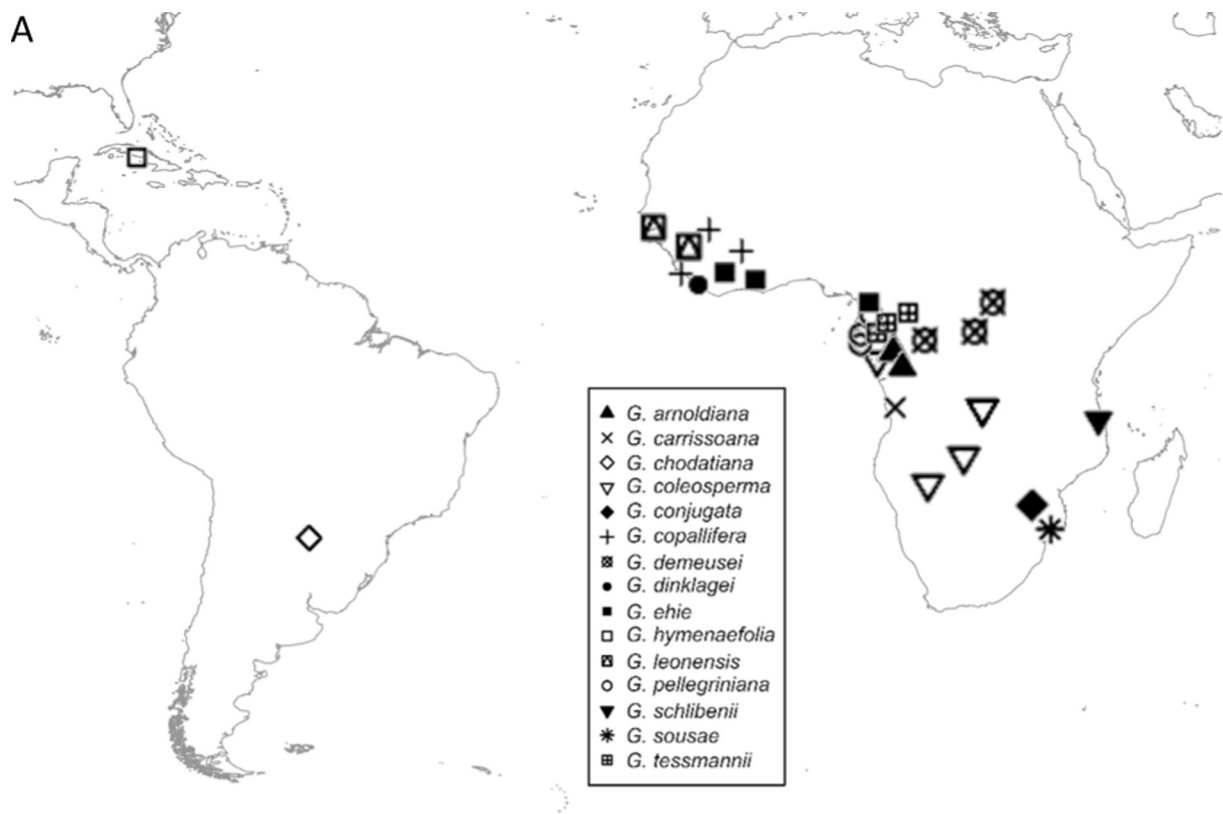 A
G. arnoldiana
G. carrissoana
G. chodatiana
G. coleosperma
G. conjugata
G. copallifera
G. demeusei
G. dinklagei
G. ehie
G. hymenaefolia
G. leonensis
G. pellegriniana
G. schlibenii
G. sousae
G. tessmannii